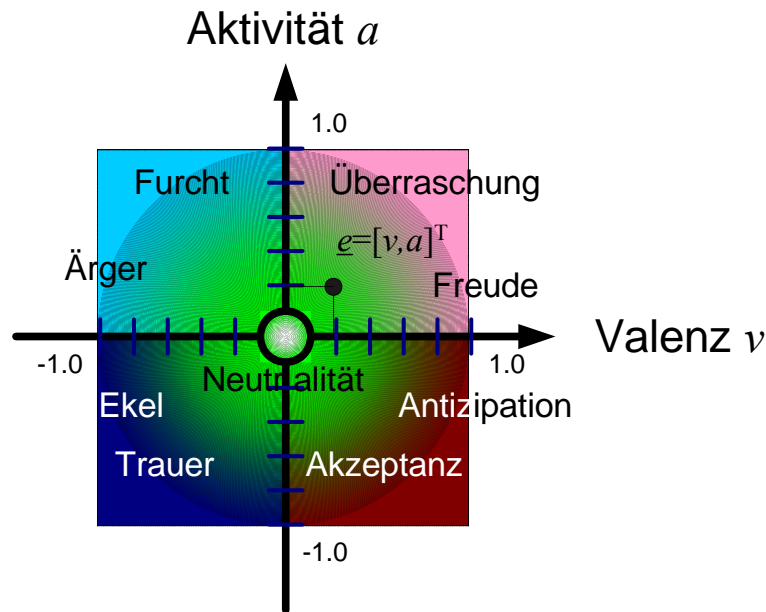 Aktivität a
1.0
Furcht Überraschung
e=[v,a]T
Ärger
Freude
-1.0 1.0 Valenz v
Neutralität
Ekel Antizipation
Trauer Akzeptanz
-1.0